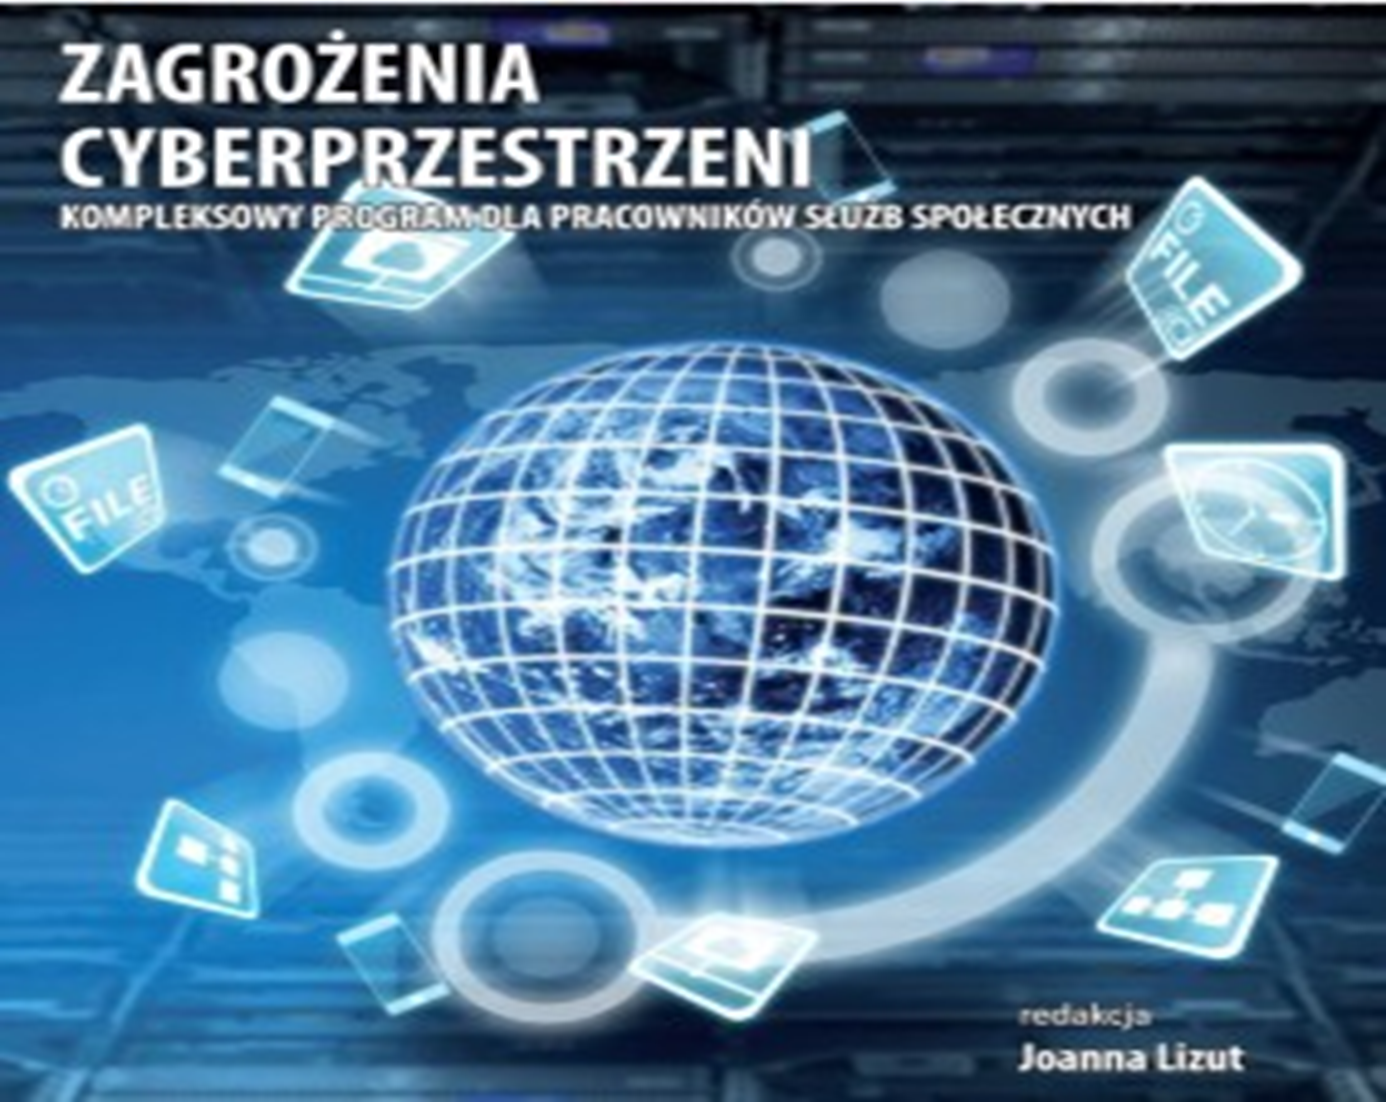 ZAGROŻENIA
CYBERPRZESTRZENI
KOMPLEKSOWY PROGRAM DLA PRACOWNIKÓW SŁUŻB SPOŁECZNYCH
FILE
FILE
redakcja
Joanna Lizut